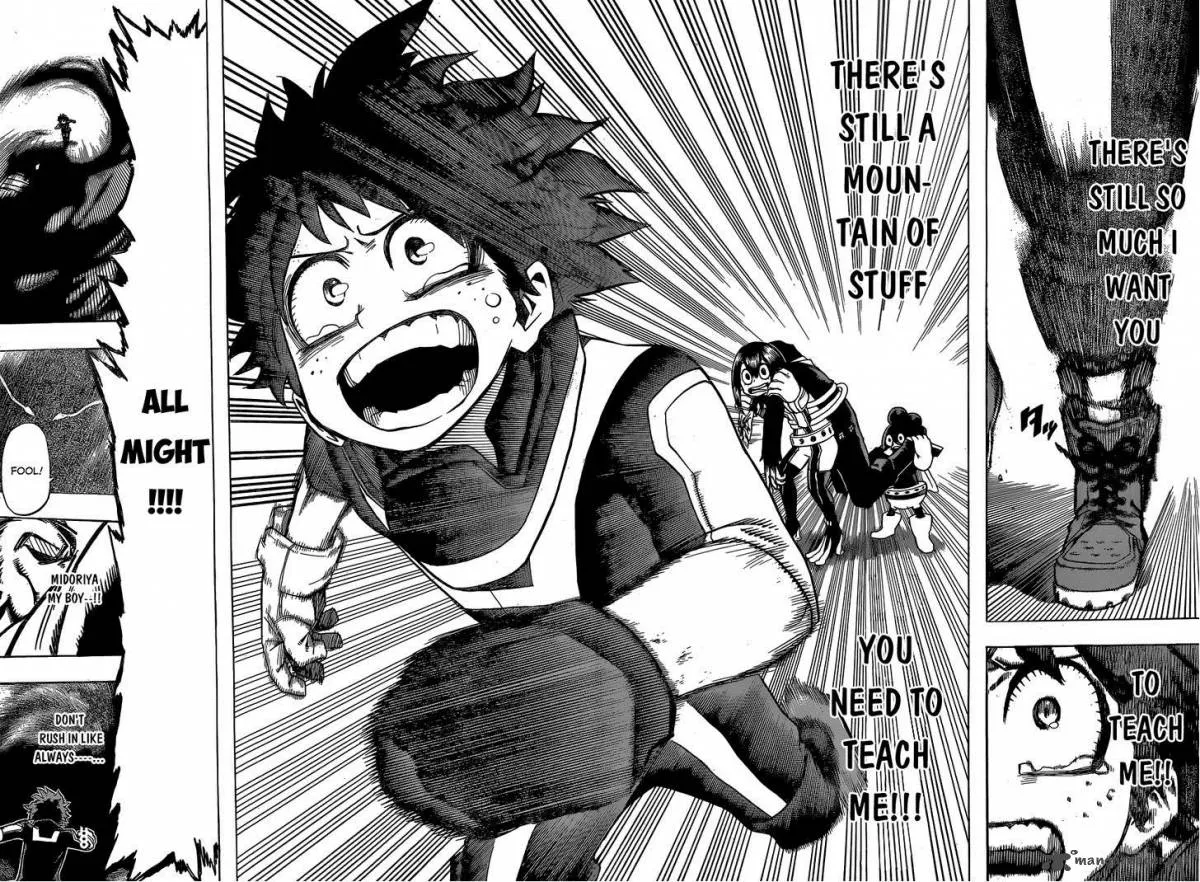 THERE'S
STILL SO
MUCH I
WANT
YOU
TO
TEACH
ME!!
THERE'S
STILL A
MOUN-
TAIN OF
STUFF
YOU
NEED TO
TEACH
ME!!!
ALL
MIGHT
!!!!
FOOL!
MIDORIYA
MY BOY--!!
DON'T
RUSH IN LIKE
ALWAYS----...